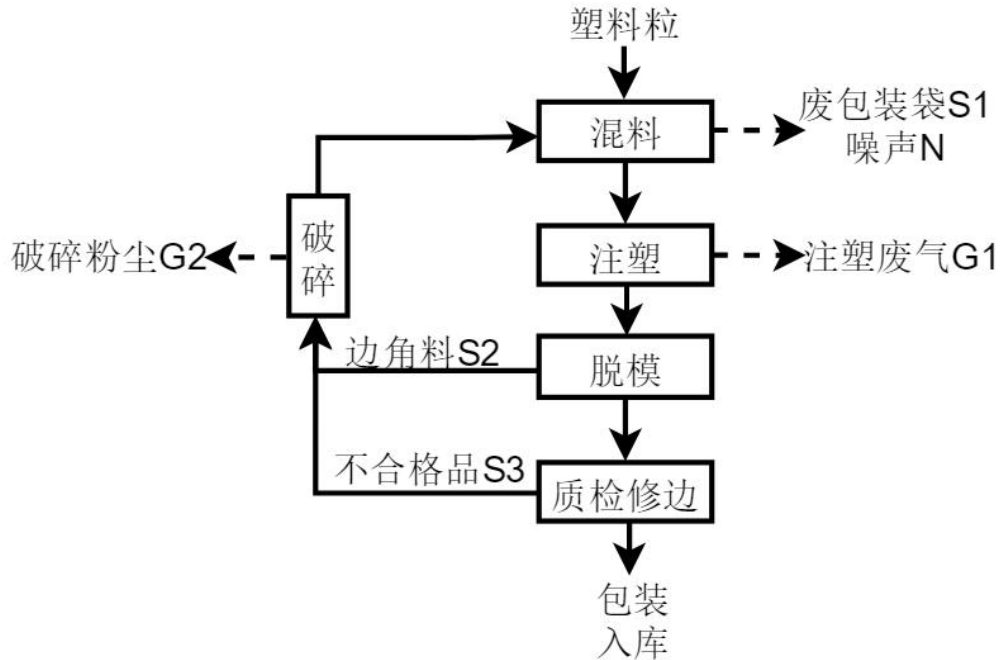 塑料粒
混料
废包装袋S1
噪声N
破碎
破碎粉尘G2
注塑
注塑废气G1
边角料S2
脱模
不合格品S3
质检修边
包装
入库